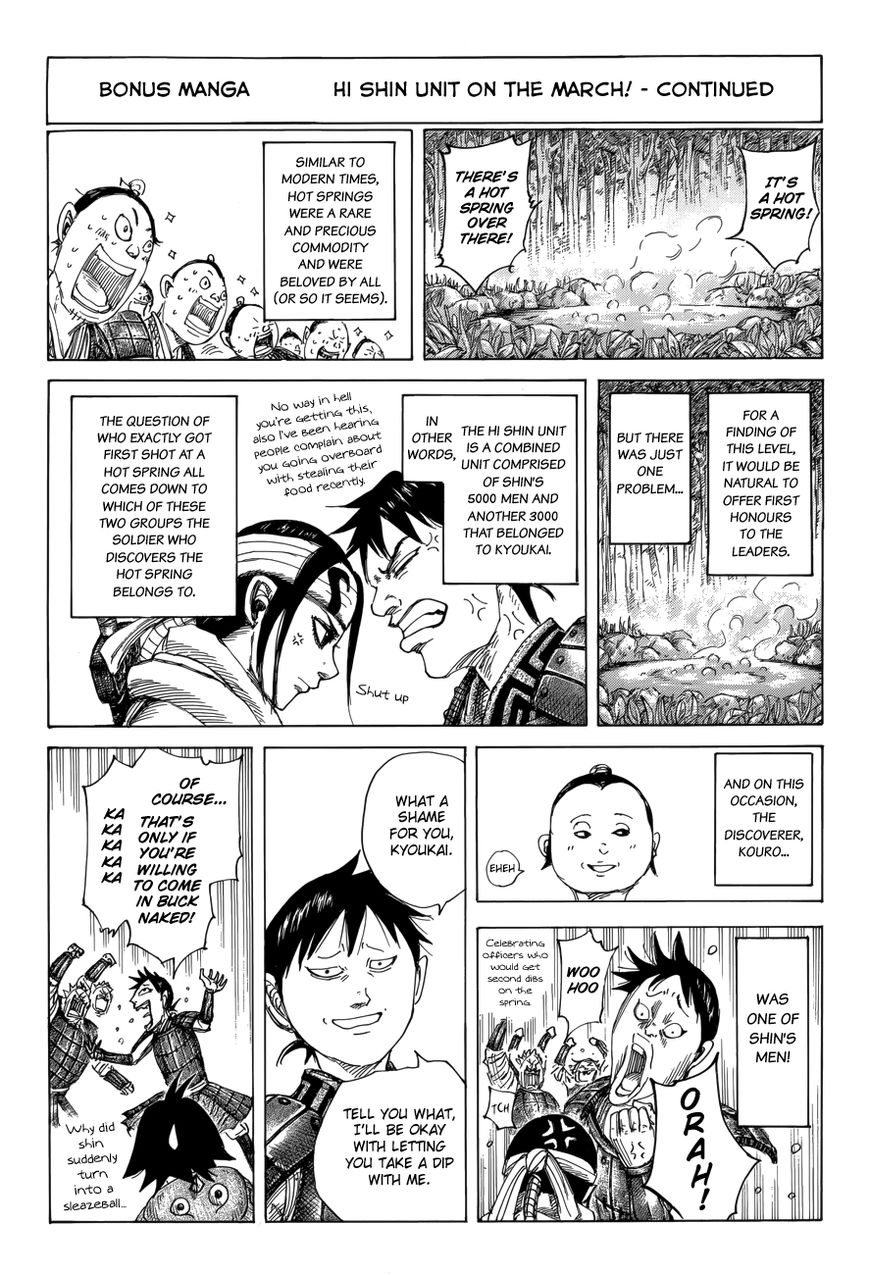 BONUS MANGA HI SHIN UNIT ON THE MARCH! - CONTINUED
IT'S
A HOT
SPRING!
THERE'S
A HOT
SPRING
OVER
THERE!
SIMILAR TO
MODERN TIMES,
HOT SPRINGS
WERE A RARE
AND PRECIOUS
COMMODITY
AND WERE
BELOVED BY ALL
(OR SO IT SEEMS).
FOR A
FINDING OF
THIS LEVEL,
IT WOULD BE
NATURAL TO
OFFER FIRST
HONOURS
TO THE
LEADERS.
BUT THERE
WAS JUST
ONE
PROBLEM...
THE HI SHIN UNIT
IS A COMBINED
UNIT COMPRISED
OF SHIN'S
5000 MEN AND
ANOTHER 3000
THAT BELONGED
TO KYOUKAI.
IN
OTHER
WORDS,
No way in hell
you're getting this,
also I've been hearing
people complain about
you going overboard
with stealing their
food recently.
Shut up
THE QUESTION OF
WHO EXACTLY GOT
FIRST SHOT AT A
HOT SPRING ALL
COMES DOWN TO
WHICH OF THESE
TWO GROUPS THE
SOLDIER WHO
DISCOVERS THE
HOT SPRING
BELONGS TO.
AND ON THIS
OCCASION,
THE
DISCOVERER,
KOURO...
EHEH
WAS
ONE OF
SHIN'S
MEN!
ORAH!
WOO
HOO
Celebrating
officers who
would get
second dibs
on the
spring
TCH
WHAT A
SHAME
FOR YOU,
KYOUKAI.
TELL YOU WHAT,
I'LL BE OKAY
WITH LETTING
YOU TAKE A DIP
WITH ME.
OF
COURSE...
THAT'S
ONLY IF
YOU'RE
WILLING
TO COME
IN BUCK
NAKED!
KA
KA
KA
KA
KA
Why did
shin
suddenly
turn
into a
sleazeball...